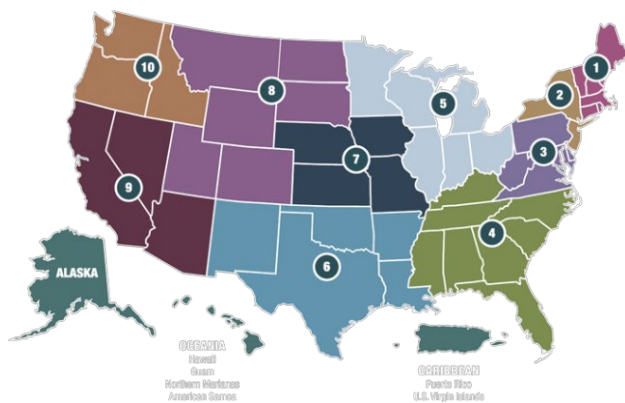 1
2
10
8
5
3
7
9
4
6
ALASKA
OCEANIA
Hawaii
Guam
Northern Marianas
American Samoa
CARIBBEAN
Puerto Rico
U.S. Virgin Islands